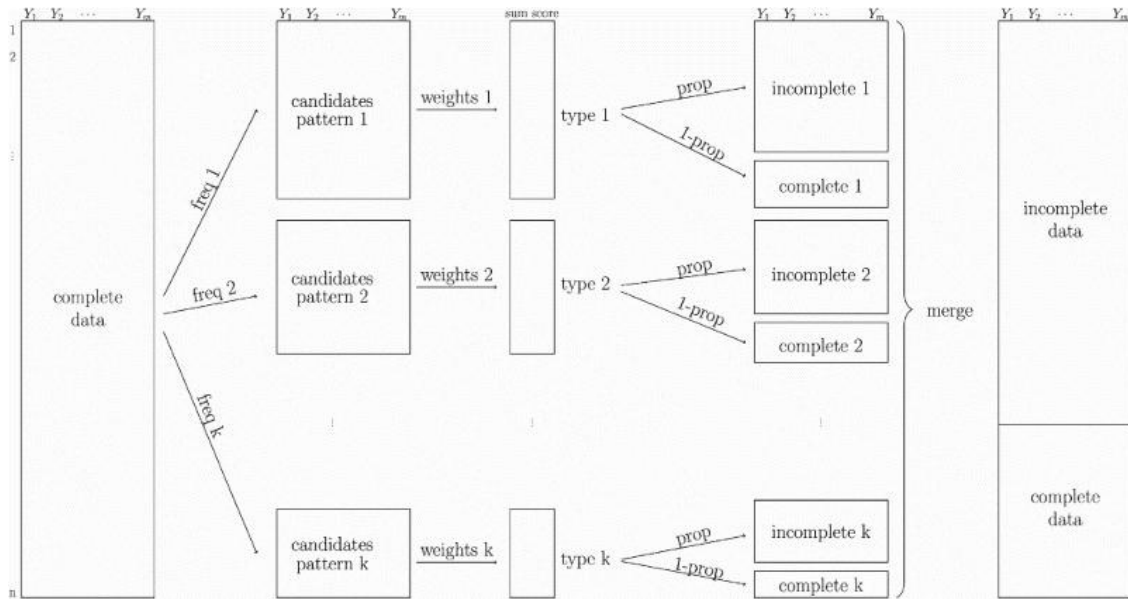 Y₁ Y₂ ⋯ Yₘ
1
2
⋮
n
complete
data
freq 1
freq 2
freq k
Y₁ Y₂ ⋯ Yₘ
candidates
pattern 1
candidates
pattern 2
⋮
candidates
pattern k
weights 1
weights 2
weights k
sum score
⋮
type 1
type 2
type k
prop
1-prop
prop
1-prop
prop
1-prop
Y₁ Y₂ ⋯ Yₘ
incomplete 1
complete 1
incomplete 2
complete 2
⋮
incomplete k
complete k
merge
Y₁ Y₂ ⋯ Yₘ
incomplete
data
complete
data